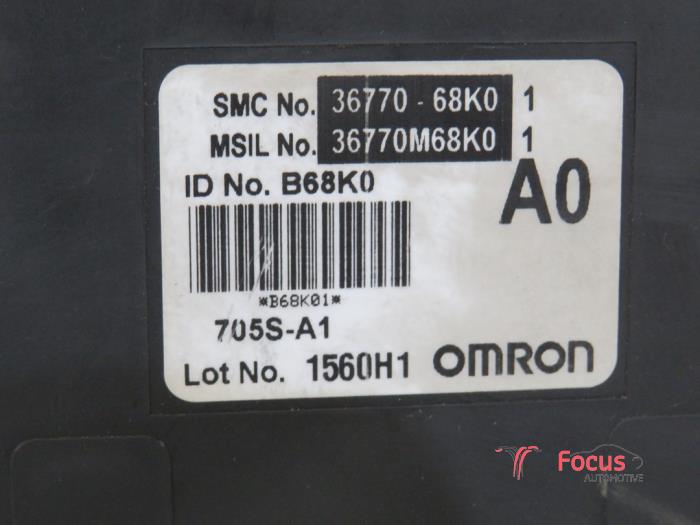 SMC No. 36770 - 68K0 1
MSIL No. 36770M68K0 1
ID No. B68K0
A0
*B68K01*
705S-A1
Lot No. 1560H1 OMRON
Focus
AUTOMOTIVE